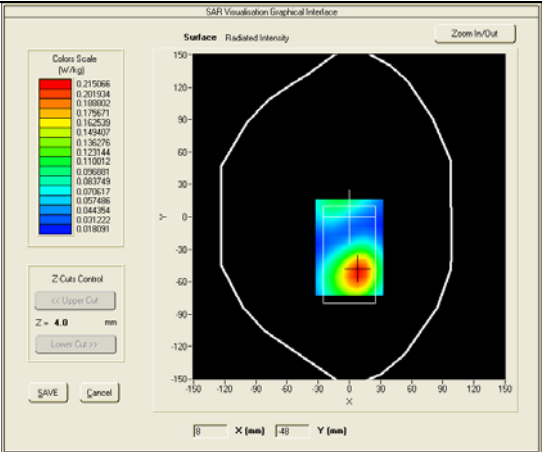 SAR Visualisation Graphical Interface
Surface Radiated Intensity
Zoom In/Out
Colors Scale
(W/kg)
0.215066
0.201934
0.188802
0.175671
0.162539
0.149407
0.136276
0.123144
0.110012
0.096881
0.083749
0.070617
0.057486
0.044354
0.031222
0.018091
Z-Cuts Control
<< Upper Cut
Z = 4.0 mm
Lower Cut >>
SAVE Cancel
150
120
90
60
30
0
-30
-60
-90
-120
-150
Y
-150 -120 -90 -60 -30 0 30 60 90 120 150
X
8 X (mm) -48 Y (mm)